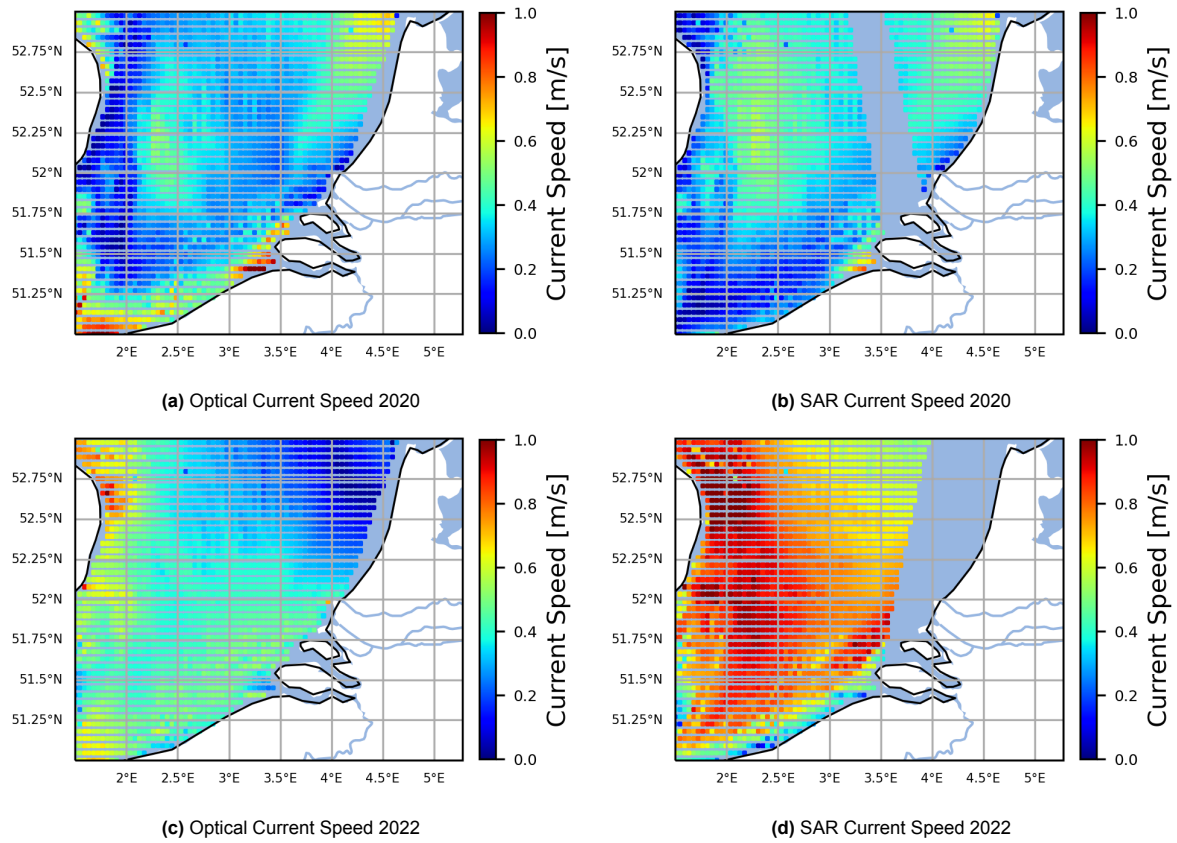 52.75°N
52.5°N
52.25°N
52°N
51.75°N
51.5°N
51.25°N
2°E 2.5°E 3°E 3.5°E 4°E 4.5°E 5°E
1.0
0.8
0.6
0.4
0.2
0.0
Current Speed [m/s]
52.75°N
52.5°N
52.25°N
52°N
51.75°N
51.5°N
51.25°N
2°E 2.5°E 3°E 3.5°E 4°E 4.5°E 5°E
1.0
0.8
0.6
0.4
0.2
0.0
Current Speed [m/s]
(a) Optical Current Speed 2020
(b) SAR Current Speed 2020
52.75°N
52.5°N
52.25°N
52°N
51.75°N
51.5°N
51.25°N
2°E 2.5°E 3°E 3.5°E 4°E 4.5°E 5°E
1.0
0.8
0.6
0.4
0.2
0.0
Current Speed [m/s]
52.75°N
52.5°N
52.25°N
52°N
51.75°N
51.5°N
51.25°N
2°E 2.5°E 3°E 3.5°E 4°E 4.5°E 5°E
1.0
0.8
0.6
0.4
0.2
0.0
Current Speed [m/s]
(c) Optical Current Speed 2022
(d) SAR Current Speed 2022